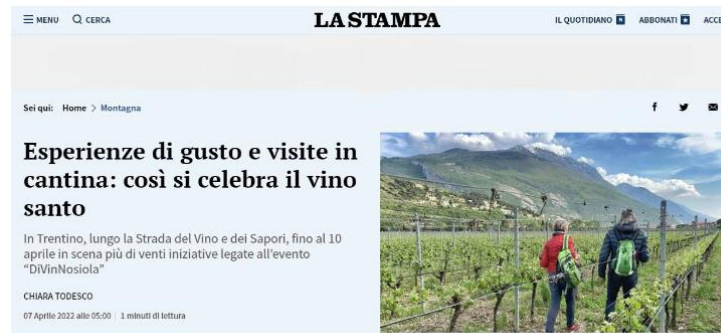 MENU CERCA LA STAMPA IL QUOTIDIANO ABBONATI
Sei qui: Home > Montagna
Esperienze di gusto e visite in
cantina: così si celebra il vino
santo
In Trentino, lungo la Strada del Vino e dei Sapori, fino al 10
aprile in scena più di venti iniziative legate all'evento
"DiVinNosiola"
CHIARA TODESCO
07 Aprile 2022 alle 05:00 | 1 minuti di lettura